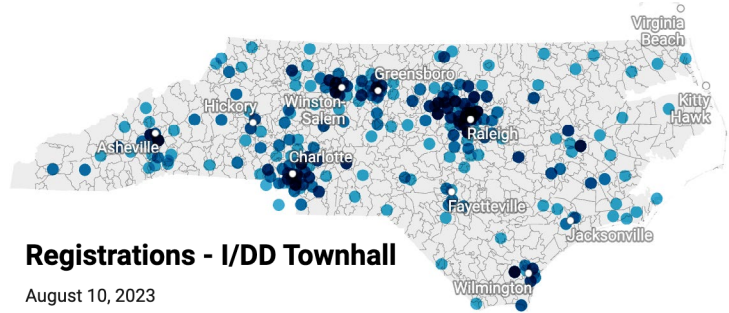 Virginia
Beach
Greensboro
Kitty
Hawk
Hickory
Winston-
Salem
Raleigh
Asheville
Charlotte
Fayetteville
Jacksonville
Registrations - I/DD Townhall
Wilmington
August 10, 2023